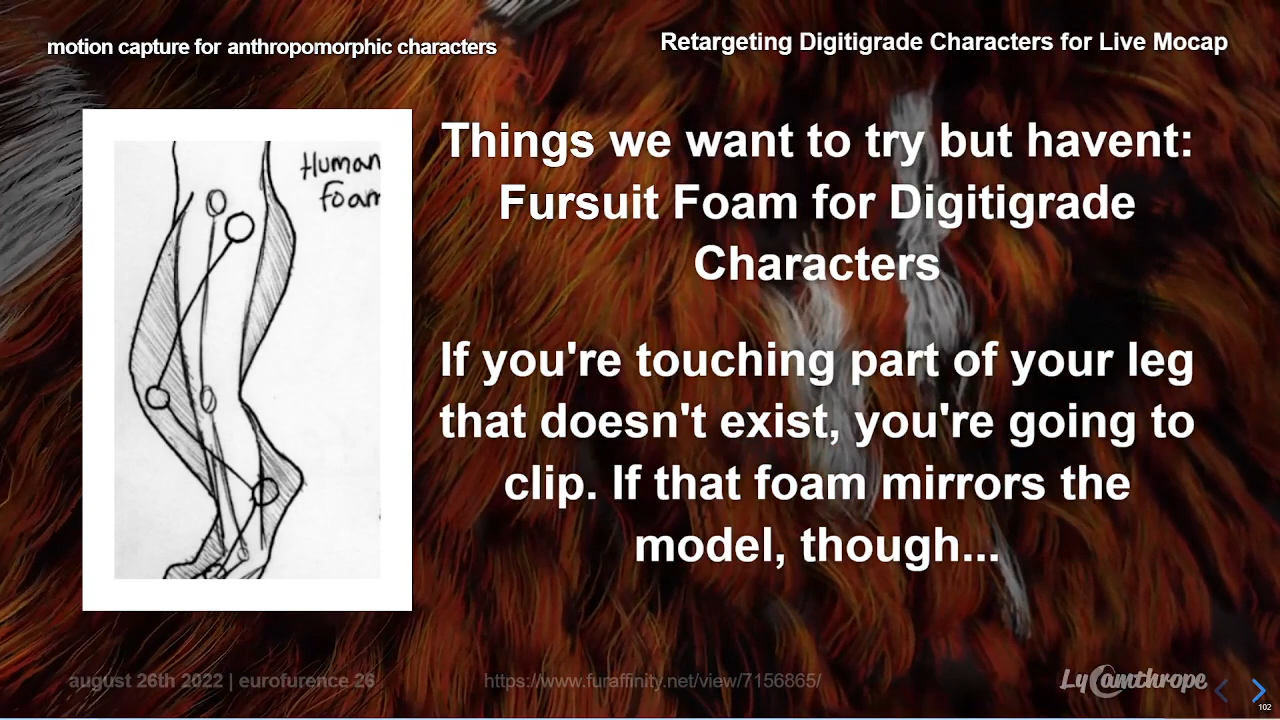 motion capture for anthropomorphic characters
Retargeting Digitigrade Characters for Live Mocap
Human
Foam
Things we want to try but havent:
Fursuit Foam for Digitigrade
Characters
If you're touching part of your leg
that doesn't exist, you're going to
clip. If that foam mirrors the
model, though...
august 26th 2022 | eurofurence 26
https://www.furaffinity.net/view/7156865/
Lycamthrope
102